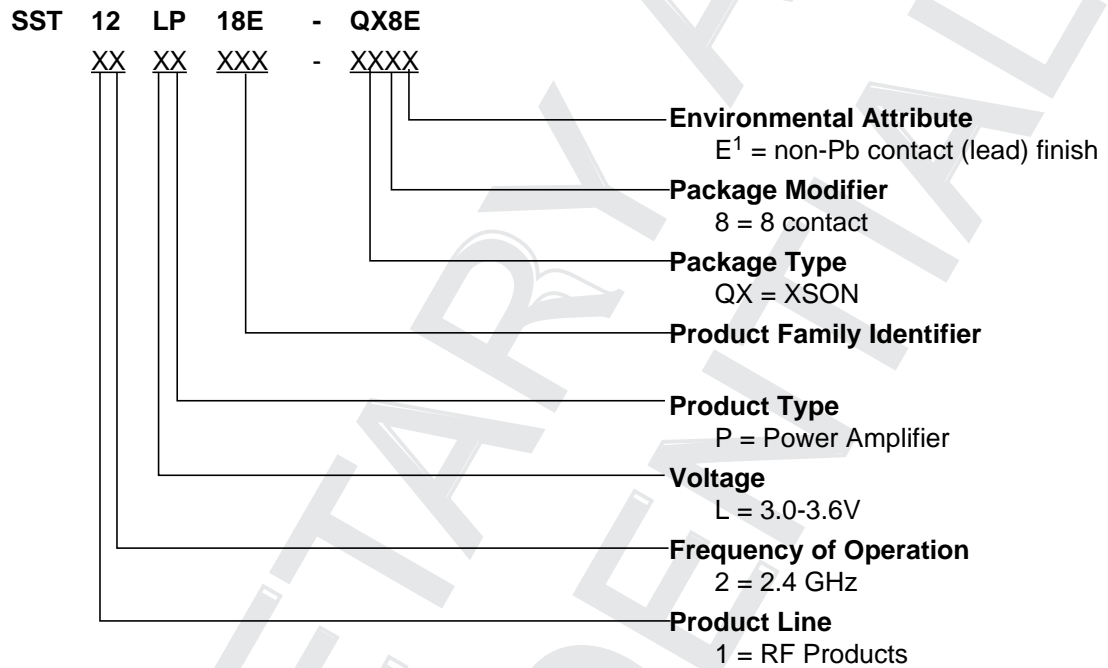 SST 12 LP 18E - QX8E
XX XX XXX - XXXX
Environmental Attribute
E1 = non-Pb contact (lead) finish
Package Modifier
8 = 8 contact
Package Type
QX = XSON
Product Family Identifier
Product Type
P = Power Amplifier
Voltage
L = 3.0-3.6V
Frequency of Operation
2 = 2.4 GHz
Product Line
1 = RF Products